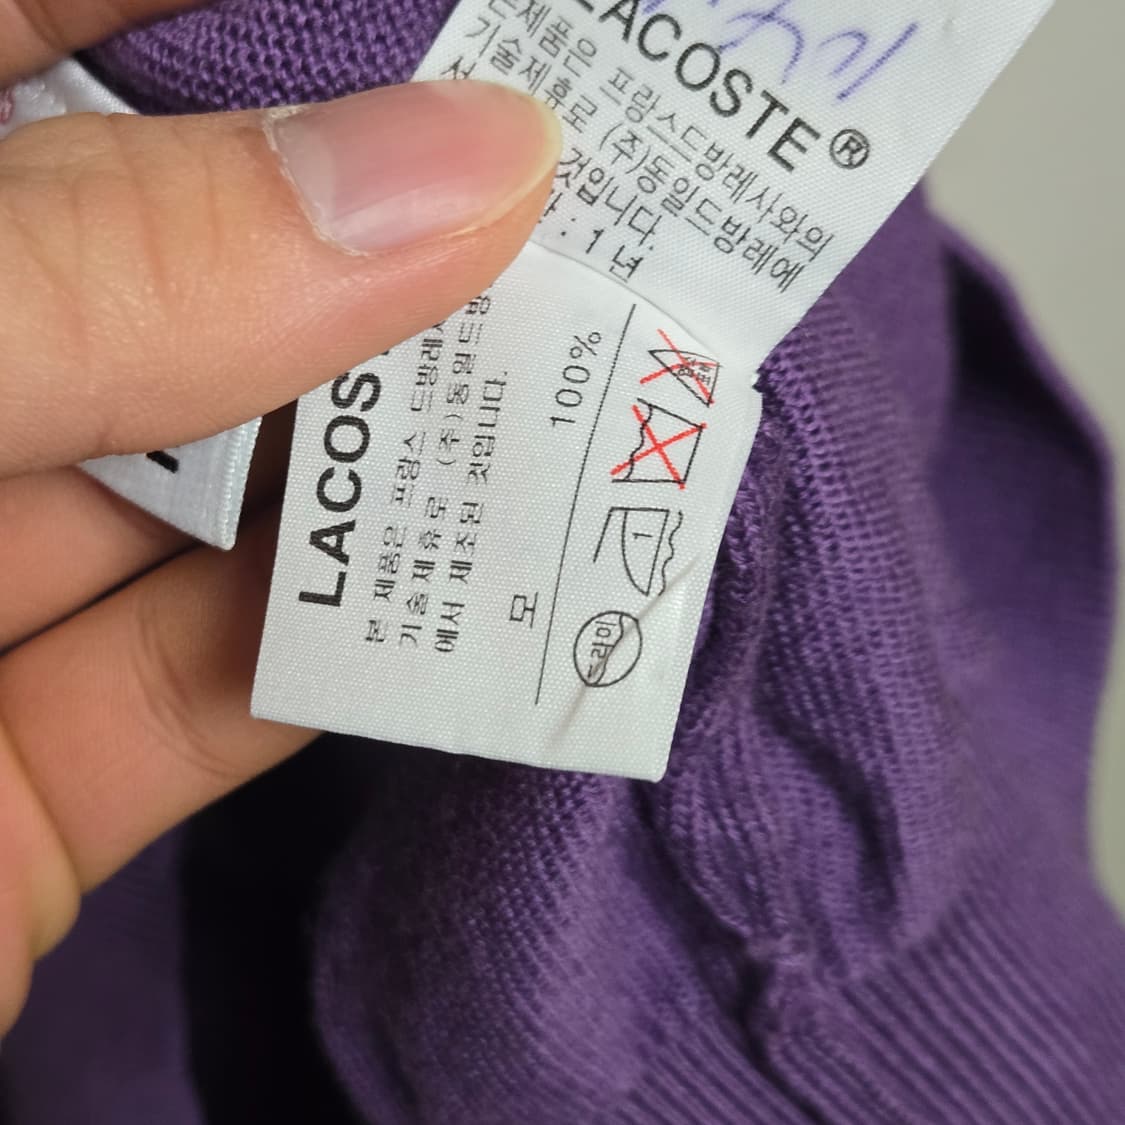 LACOSTE®
본제품은 프랑스드방레사와의
기술제휴로 (주)동일드방레에
것입니다.
: 1 년
LACOS
본 제품은 프랑스 드방레사
기술 제휴로 (주) 동일드방
에서 제조된 것입니다.
모 100%
드라이
1